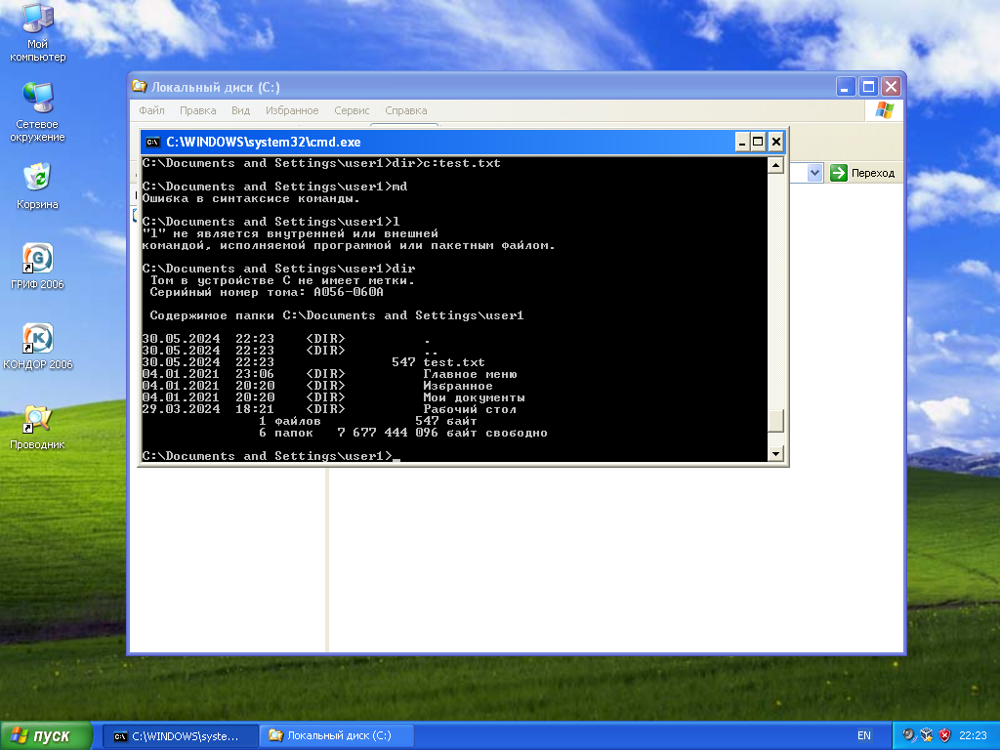 Мой
компьютер
Сетевое
окружение
Корзина
ГРИФ 2006
КОНДОР 2006
Проводник
Локальный диск (C:)
Файл Правка Вид Избранное Сервис Справка
Переход
C:\WINDOWS\system32\cmd.exe
C:\Documents and Settings\user1>dir>c:test.txt
C:\Documents and Settings\user1>md
Ошибка в синтаксисе команды.
C:\Documents and Settings\user1>l
"l" не является внутренней или внешней
командой, исполняемой программой или пакетным файлом.
C:\Documents and Settings\user1>dir
Том в устройстве C не имеет метки.
Серийный номер тома: A056-060A
Содержимое папки C:\Documents and Settings\user1
30.05.2024 22:23 <DIR> .
30.05.2024 22:23 <DIR> ..
30.05.2024 22:23 547 test.txt
04.01.2021 23:06 <DIR> Главное меню
04.01.2021 20:20 <DIR> Избранное
04.01.2021 20:20 <DIR> Мои документы
29.03.2024 18:21 <DIR> Рабочий стол
1 файлов 547 байт
6 папок 7 677 444 096 байт свободно
C:\Documents and Settings\user1>_
пуск
C:\WINDOWS\syste...
Локальный диск (C:)
EN
22:23